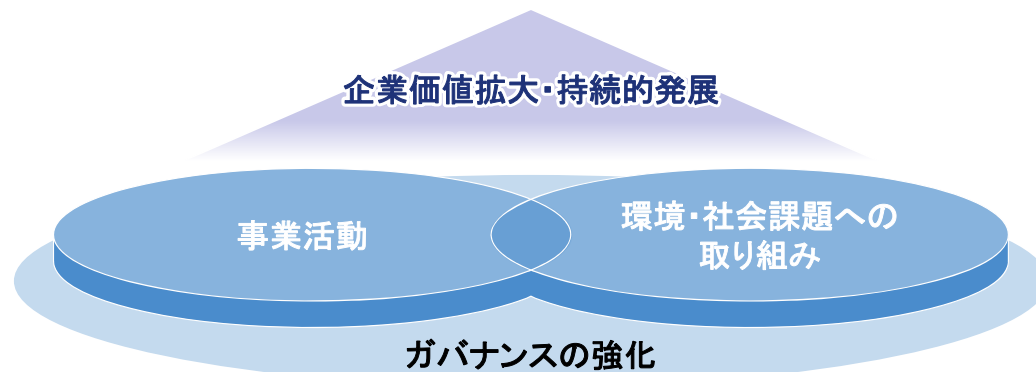 企業価値拡大・持続的発展
事業活動
環境・社会課題への
取り組み
ガバナンスの強化